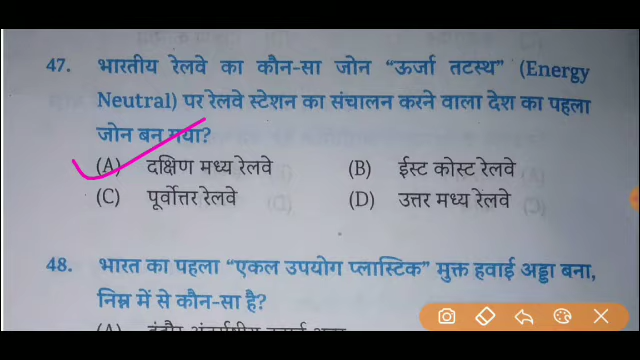 47. भारतीय रेलवे का कौन-सा जोन “ऊर्जा तटस्थ” (Energy
Neutral) पर रेलवे स्टेशन का संचालन करने वाला देश का पहला
जोन बन गया?
(A) दक्षिण मध्य रेलवे (B) ईस्ट कोस्ट रेलवे
(C) पूर्वोत्तर रेलवे (D) उत्तर मध्य रेलवे
48. भारत का पहला “एकल उपयोग प्लास्टिक” मुक्त हवाई अड्डा बना,
निम्न में से कौन-सा है?
(A)